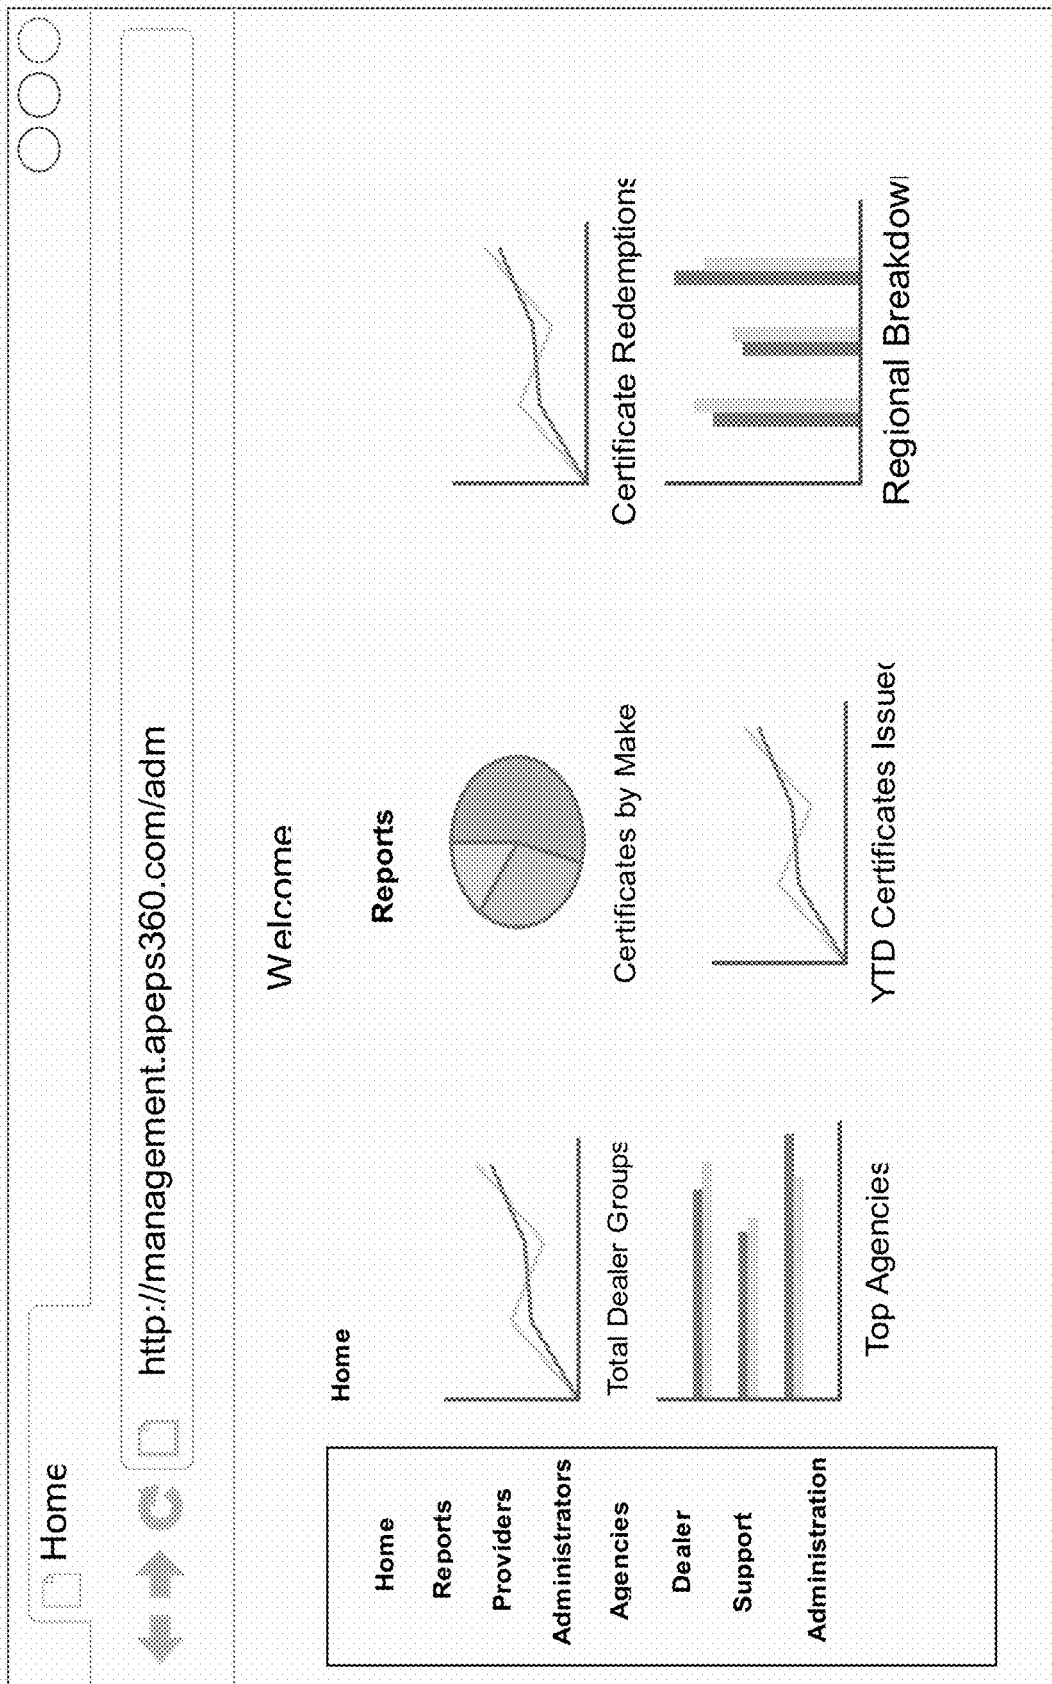 Home
http://management.apeps360.com/adm
Welcome
Home
Reports
Home
Reports
Providers
Administrators
Agencies
Dealer
Support
Administration
Total Dealer Groups
Certificates by Make
Certificate Redemptions
Top Agencies
YTD Certificates Issued
Regional Breakdow